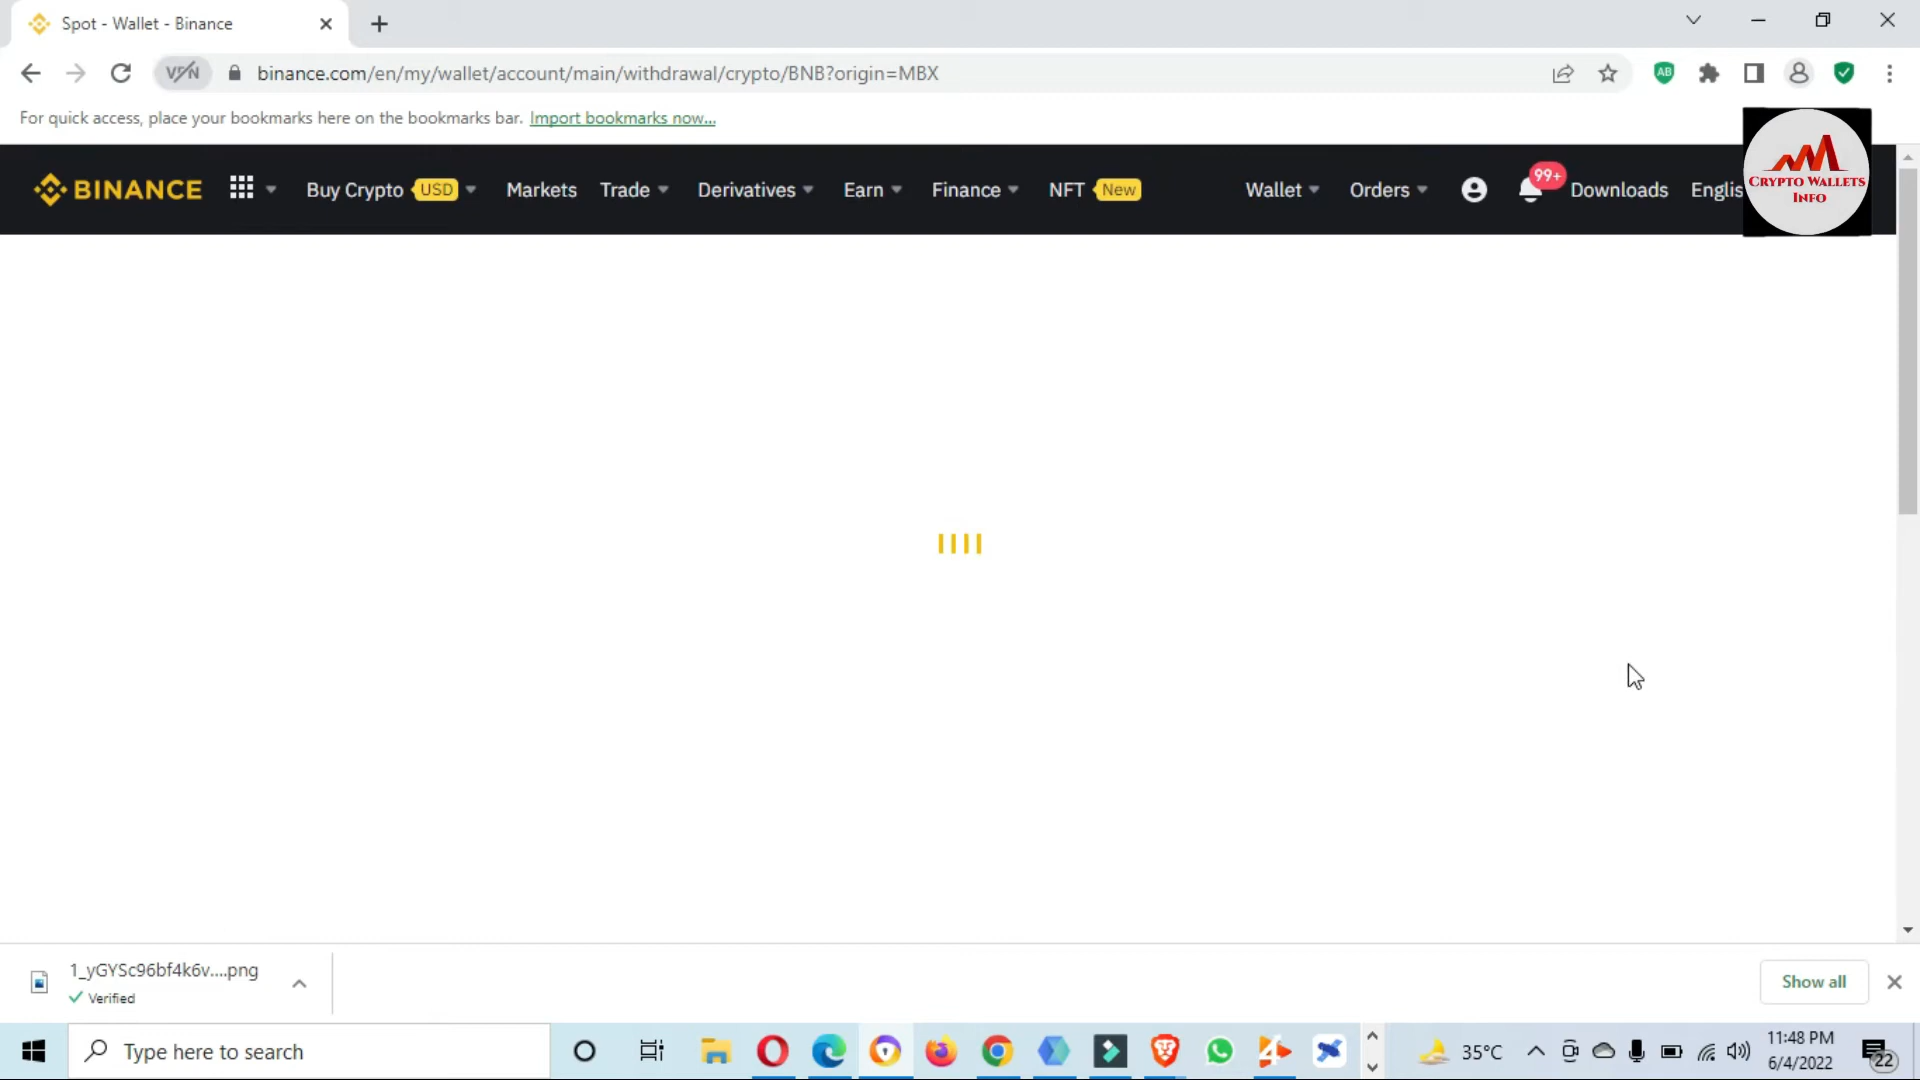 Spot - Wallet - Binance
VPN binance.com/en/my/wallet/account/main/withdrawal/crypto/BNB?origin=MBX AB
For quick access, place your bookmarks here on the bookmarks bar. Import bookmarks now...
BINANCE Buy Crypto USD Markets Trade Derivatives Earn Finance NFT New Wallet Orders 99+ Downloads Englis
CRYPTO WALLETS
INFO
1_yGYSc96bf4k6v....png
Verified
Show all
Type here to search
35°C
11:48 PM
6/4/2022
22